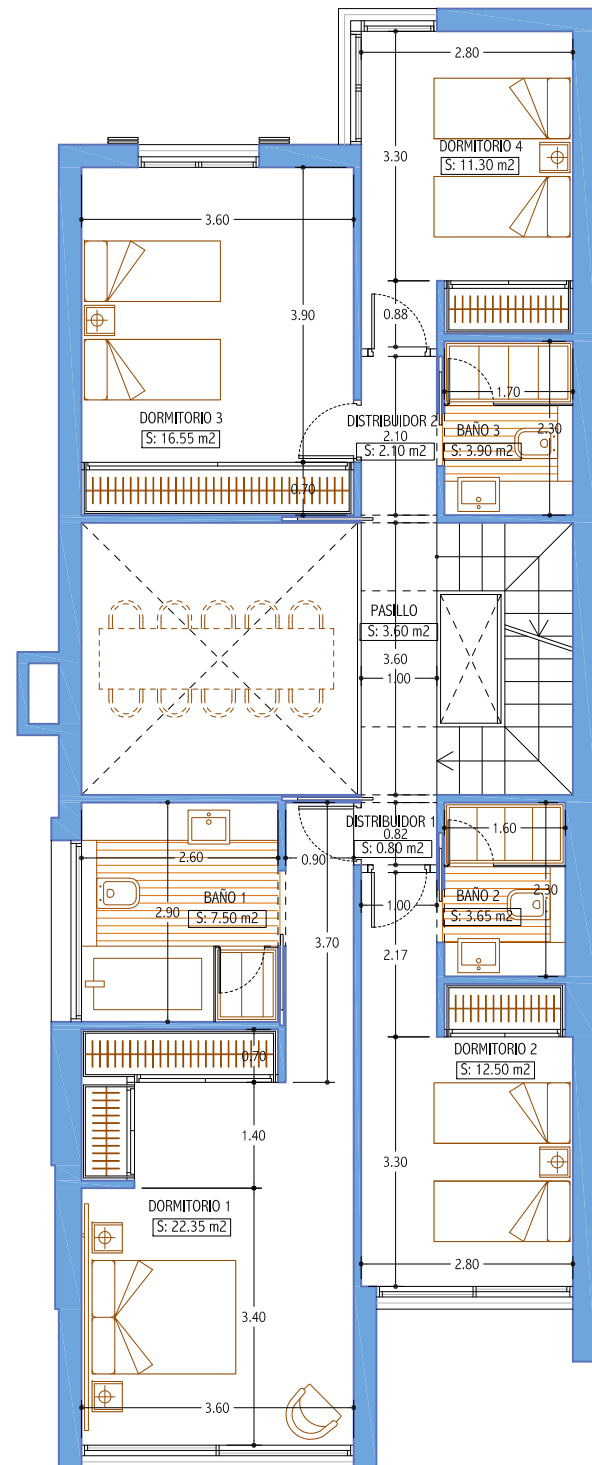 2.80
DORMITORIO 4
S: 11.30 m2
3.30
3.60
3.90
0.88
DORMITORIO 3
S: 16.55 m2
DISTRIBUIDOR 2
2.10
S: 2.10 m2
1.70
BAÑO 3
2.30
S: 3.90 m2
0.70
PASILLO
S: 3.60 m2
3.60
1.00
DISTRIBUIDOR 1
0.82
S: 0.80 m2
1.60
2.60
0.90
BAÑO 1
S: 7.50 m2
2.90
1.00
BAÑO 2
2.30
S: 3.65 m2
3.70
2.17
0.70
DORMITORIO 2
S: 12.50 m2
1.40
3.30
DORMITORIO 1
S: 22.35 m2
2.80
3.40
3.60